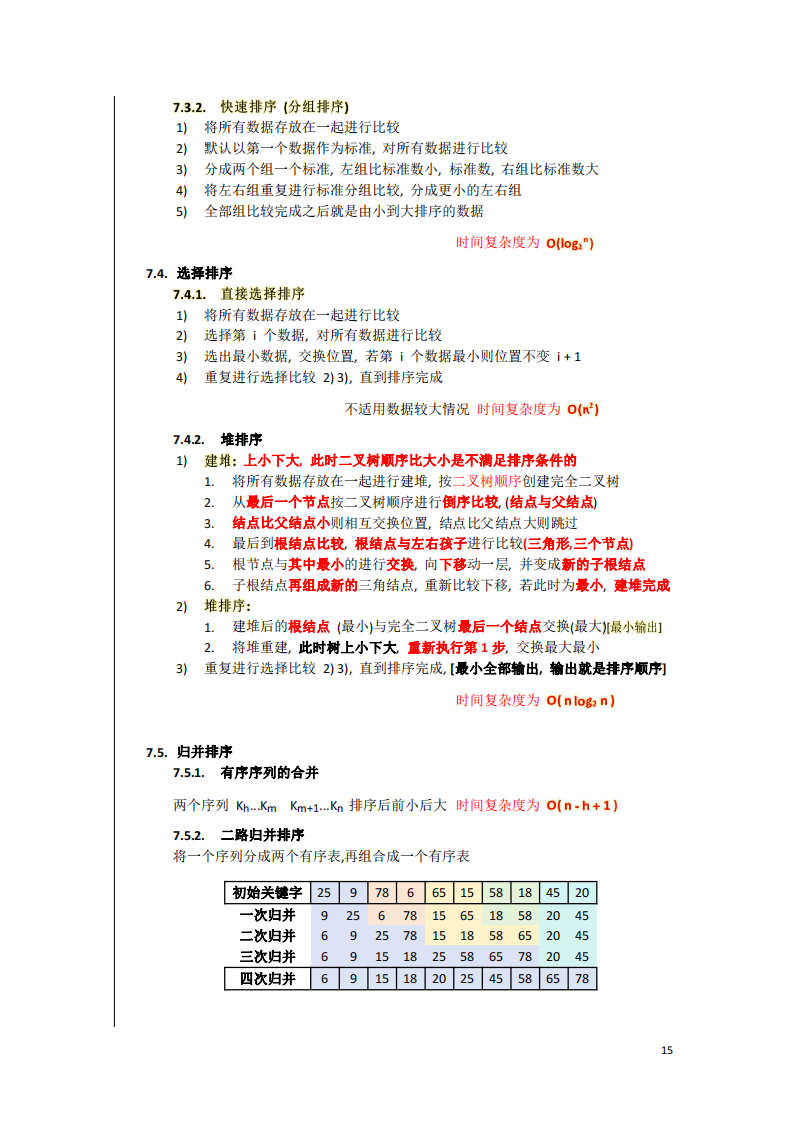 7.3.2. 快速排序 (分组排序)
1) 将所有数据存放在一起进行比较
2) 默认以第一个数据作为标准, 对所有数据进行比较
3) 分成两个组一个标准, 左组比标准数小, 标准数, 右组比标准数大
4) 将左右组重复进行标准分组比较, 分成更小的左右组
5) 全部组比较完成之后就是由小到大排序的数据
时间复杂度为 O(log₂ⁿ)
7.4. 选择排序
7.4.1. 直接选择排序
1) 将所有数据存放在一起进行比较
2) 选择第 i 个数据, 对所有数据进行比较
3) 选出最小数据, 交换位置, 若第 i 个数据最小则位置不变 i + 1
4) 重复进行选择比较 2) 3), 直到排序完成
不适用数据较大情况 时间复杂度为 O(n²)
7.4.2. 堆排序
1) 建堆: 上小下大, 此时二叉树顺序比大小是不满足排序条件的
1. 将所有数据存放在一起进行建堆, 按二叉树顺序创建完全二叉树
2. 从最后一个节点按二叉树顺序进行倒序比较, (结点与父结点)
3. 结点比父结点小则相互交换位置, 结点比父结点大则跳过
4. 最后到根结点比较, 根结点与左右孩子进行比较(三角形,三个节点)
5. 根节点与其中最小的进行交换, 向下移动一层, 并变成新的子根结点
6. 子根结点再组成新的三角结点, 重新比较下移, 若此时为最小, 建堆完成
2) 堆排序:
1. 建堆后的根结点 (最小)与完全二叉树最后一个结点交换(最大)[最小输出]
2. 将堆重建, 此时树上小下大, 重新执行第 1 步, 交换最大最小
3) 重复进行选择比较 2) 3), 直到排序完成, [最小全部输出, 输出就是排序顺序]
时间复杂度为 O( n log₂ n )
7.5. 归并排序
7.5.1. 有序序列的合并
两个序列 Kh...Km Km+1...Kn 排序后前小后大 时间复杂度为 O( n - h + 1 )
7.5.2. 二路归并排序
将一个序列分成两个有序表,再组合成一个有序表
初始关键字 25 9 78 6 65 15 58 18 45 20
一次归并 9 25 6 78 15 65 18 58 20 45
二次归并 6 9 25 78 15 18 58 65 20 45
三次归并 6 9 15 18 25 58 65 78 20 45
四次归并 6 9 15 18 20 25 45 58 65 78
15